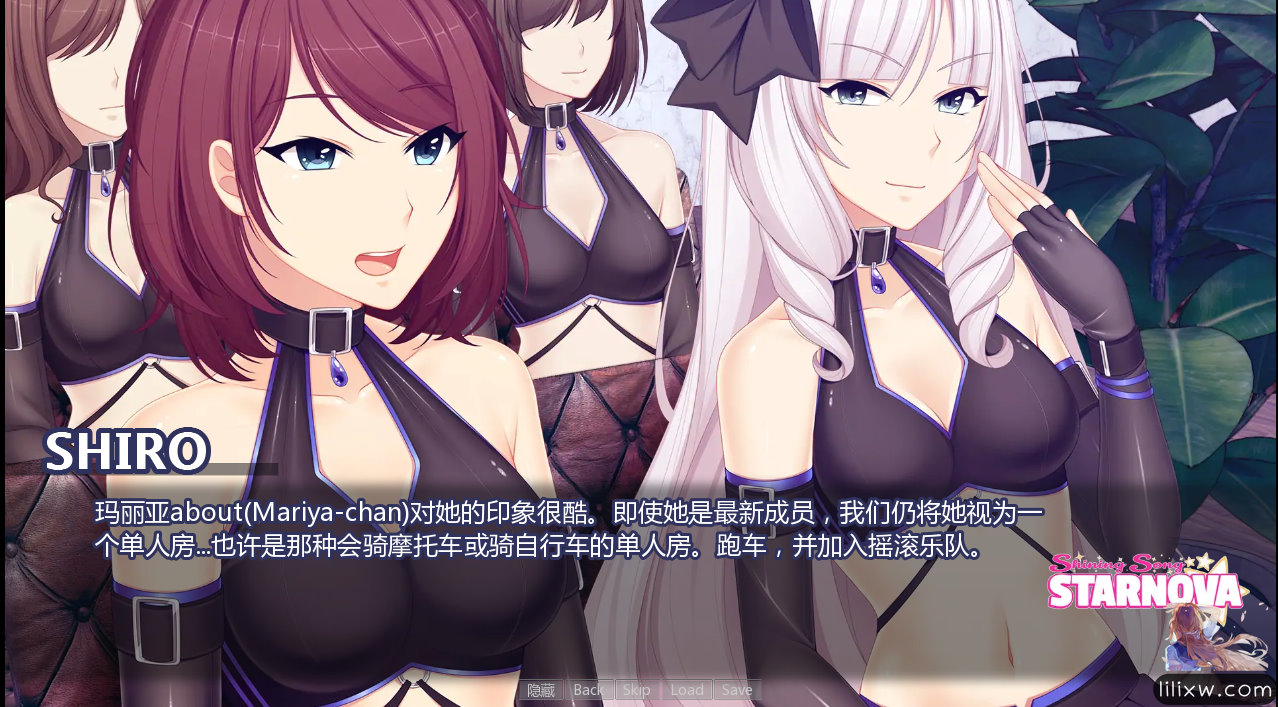 SHIRO
玛丽亚about(Mariya-chan)对她的印象很酷。即使她是最新成员，我们仍将她视为一
个单人房...也许是那种会骑摩托车或骑自行车的单人房。跑车，并加入摇滚乐队。
Shining Song
STARNOVA
隐藏 Back Skip Load Save
lilixw.com